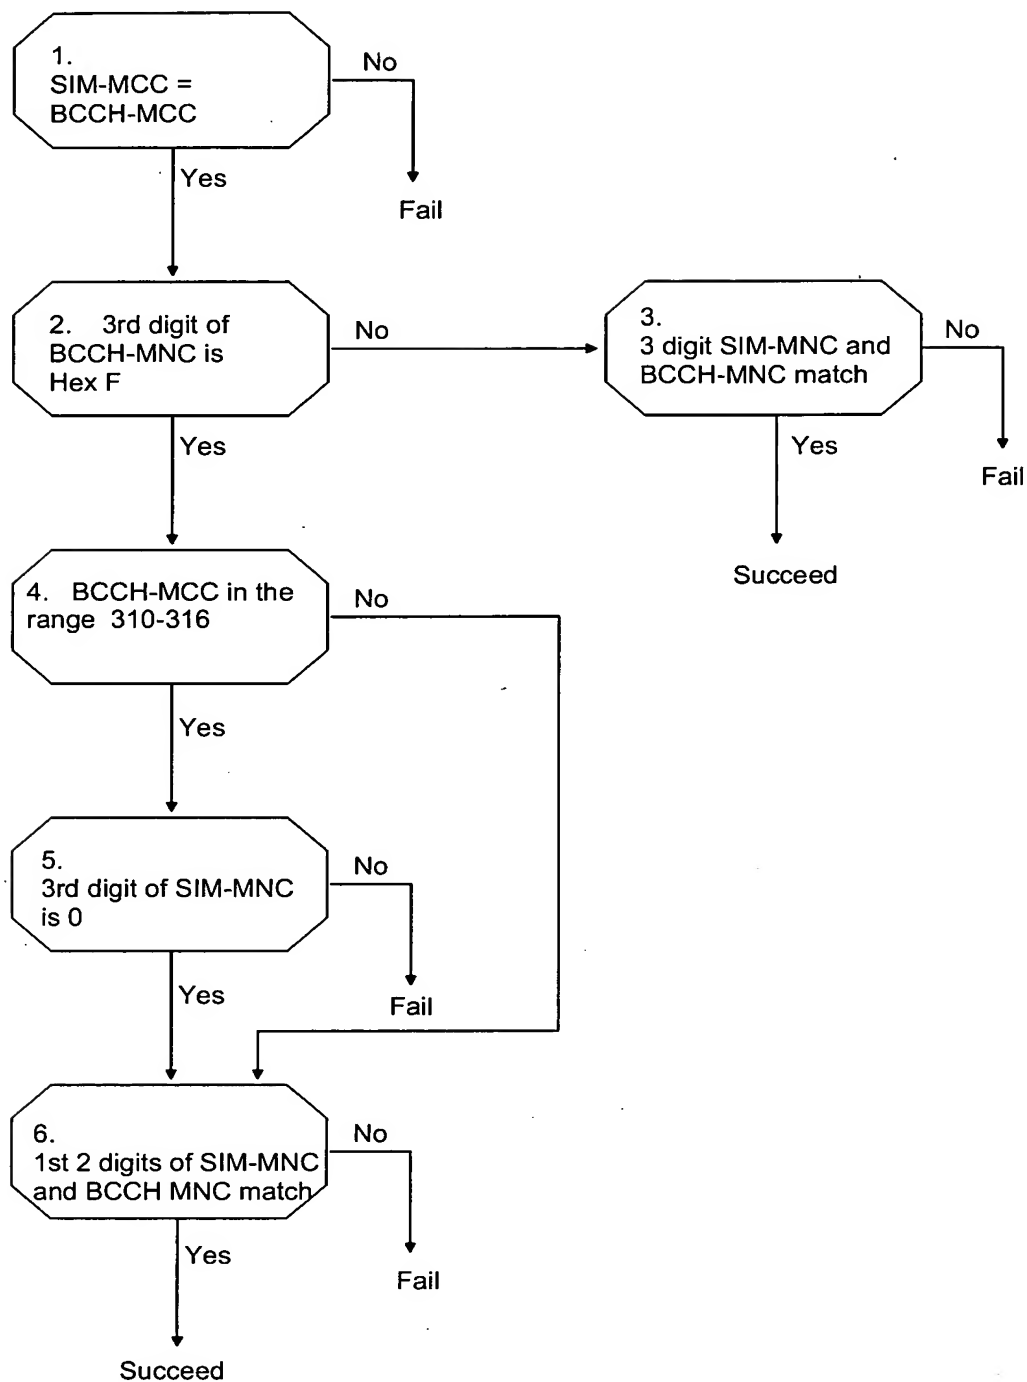 1.
SIM-MCC =
BCCH-MCC
No
Fail
Yes
2. 3rd digit of
BCCH-MNC is
Hex F
No
3.
3 digit SIM-MNC and
BCCH-MNC match
No
Fail
Yes
Succeed
Yes
4. BCCH-MCC in the
range 310-316
No
Yes
5.
3rd digit of SIM-MNC
is 0
No
Fail
Yes
6.
1st 2 digits of SIM-MNC
and BCCH MNC match
No
Fail
Yes
Succeed